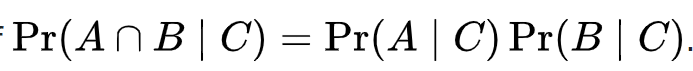 Pr(A ∩ B | C) = Pr(A | C) Pr(B | C).